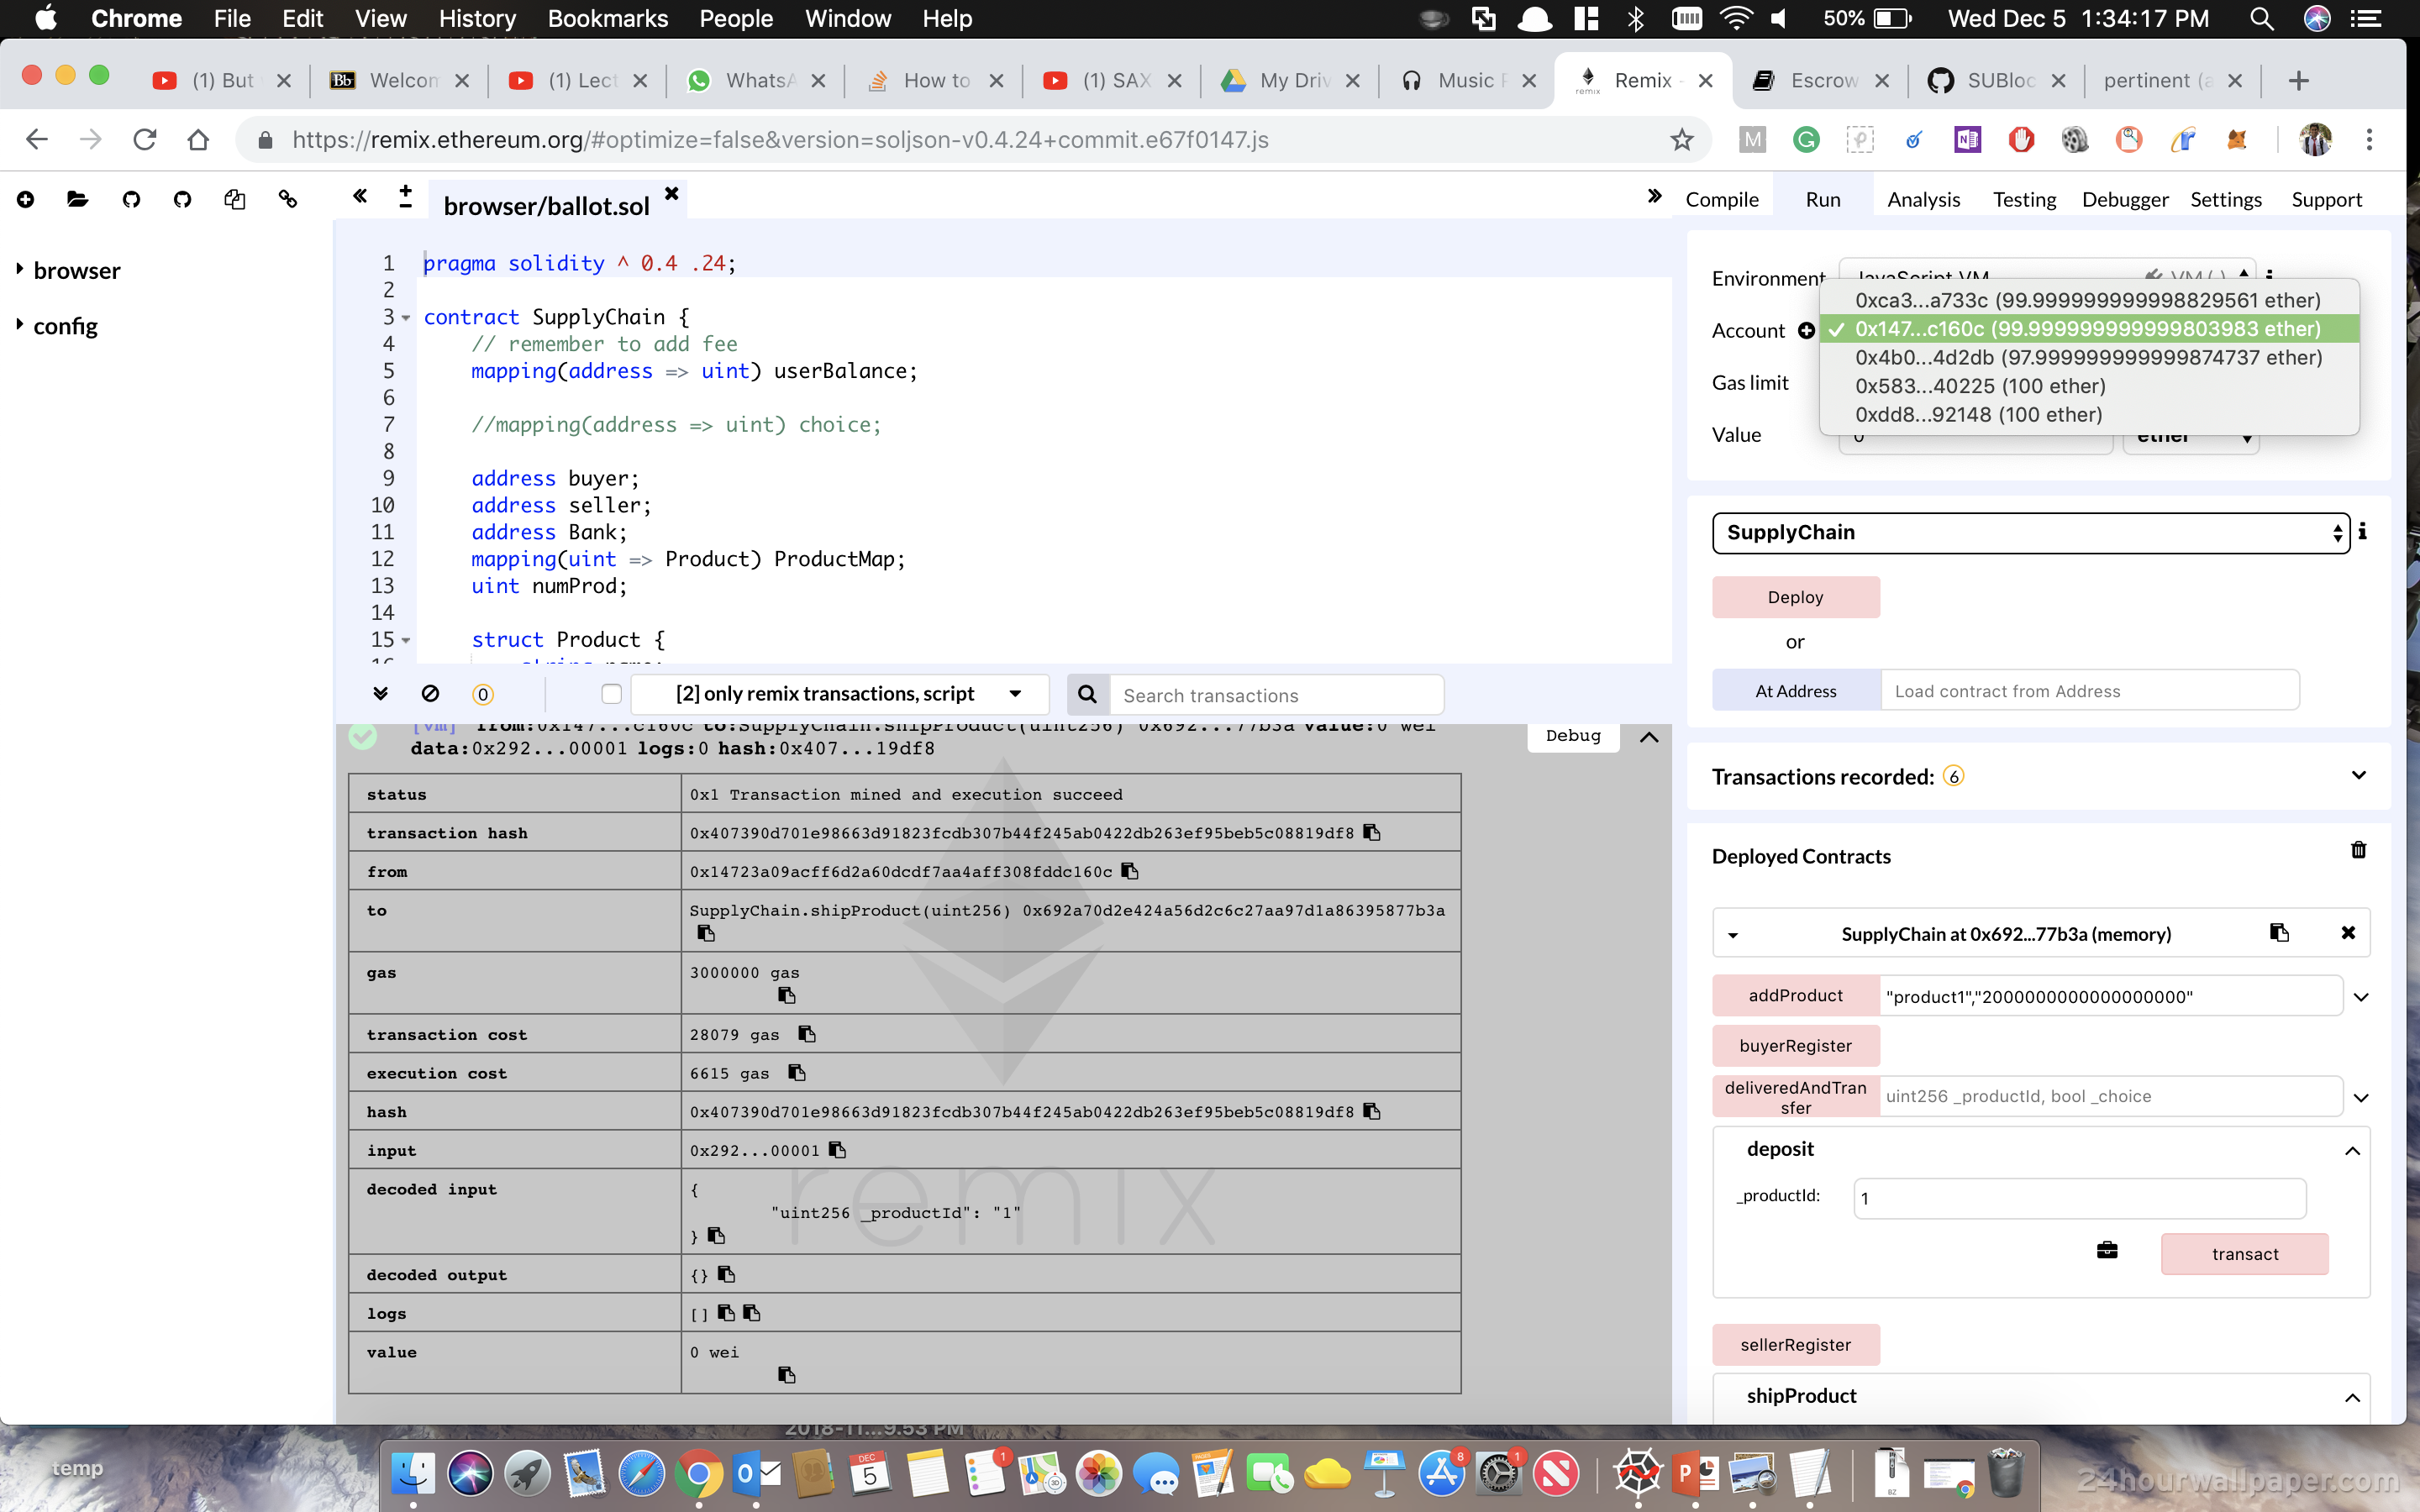 Chrome File Edit View History Bookmarks People Window Help 50% Wed Dec 5 1:34:17 PM
(1) But Welcom (1) Lect WhatsA How to (1) SAX My Driv Music P Remix - Escrow SUBloc pertinent (a
https://remix.ethereum.org/#optimize=false&version=soljson-v0.4.24+commit.e67f0147.js
browser/ballot.sol
Compile Run Analysis Testing Debugger Settings Support
browser
config
1 pragma solidity ^ 0.4 .24;
2
3 contract SupplyChain {
4 // remember to add fee
5 mapping(address => uint) userBalance;
6
7 //mapping(address => uint) choice;
8
9 address buyer;
10 address seller;
11 address Bank;
12 mapping(uint => Product) ProductMap;
13 uint numProd;
14
15 struct Product {
16 string name;
0 [2] only remix transactions, script Search transactions
[vm] from:0x147...c160c to:SupplyChain.shipProduct(uint256) 0x692...77b3a value:0 wei
data:0x292...00001 logs:0 hash:0x407...19df8
Debug
status 0x1 Transaction mined and execution succeed
transaction hash 0x407390d701e98663d91823fcdb307b44f245ab0422db263ef95beb5c08819df8
from 0x14723a09acff6d2a60dcdf7aa4aff308fddc160c
to SupplyChain.shipProduct(uint256) 0x692a70d2e424a56d2c6c27aa97d1a86395877b3a
gas 3000000 gas
transaction cost 28079 gas
execution cost 6615 gas
hash 0x407390d701e98663d91823fcdb307b44f245ab0422db263ef95beb5c08819df8
input 0x292...00001
decoded input {
"uint256 _productId": "1"
}
decoded output {}
logs []
value 0 wei
remix
Environment JavaScript VM VM (-)
0xca3...a733c (99.999999999998829561 ether)
Account 0x147...c160c (99.999999999999803983 ether)
0x4b0...4d2db (97.999999999999874737 ether)
Gas limit
0x583...40225 (100 ether)
0xdd8...92148 (100 ether)
Value 0 ether
SupplyChain
Deploy
or
At Address Load contract from Address
Transactions recorded: 6
Deployed Contracts
SupplyChain at 0x692...77b3a (memory)
addProduct "product1","2000000000000000000"
buyerRegister
deliveredAndTran
sfer
uint256 _productId, bool _choice
deposit
_productId: 1
transact
sellerRegister
shipProduct
2018-11...9.53 PM
temp
24hourwallpaper.com